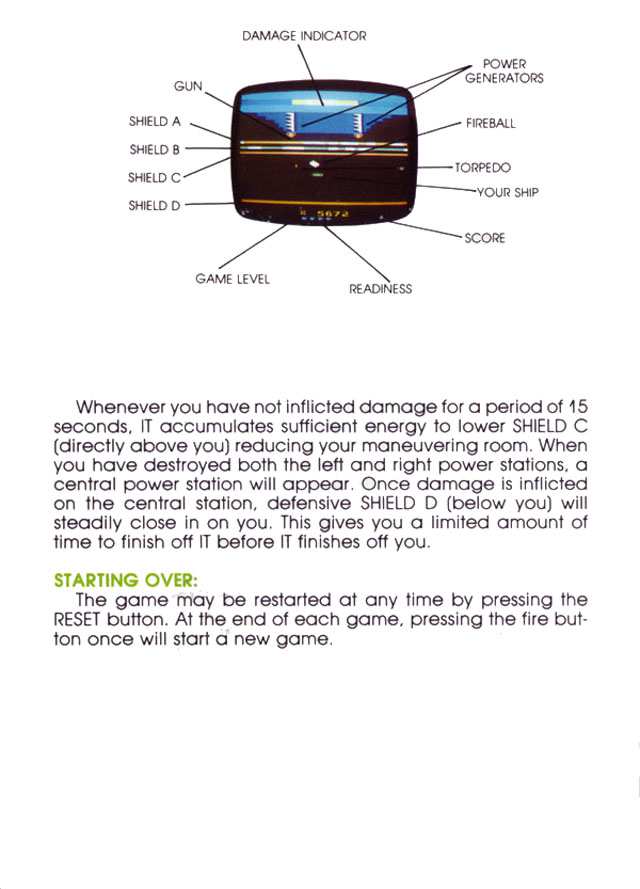 DAMAGE INDICATOR
POWER
GENERATORS
GUN
SHIELD A
FIREBALL
SHIELD B
TORPEDO
SHIELD C
YOUR SHIP
SHIELD D
5672
SCORE
GAME LEVEL
READINESS
Whenever you have not inflicted damage for a period of 15
seconds, IT accumulates sufficient energy to lower SHIELD C
(directly above you) reducing your maneuvering room. When
you have destroyed both the left and right power stations, a
central power station will appear. Once damage is inflicted
on the central station, defensive SHIELD D (below you) will
steadily close in on you. This gives you a limited amount of
time to finish off IT before IT finishes off you.
STARTING OVER:
The game may be restarted at any time by pressing the
RESET button. At the end of each game, pressing the fire but-
ton once will start a new game.